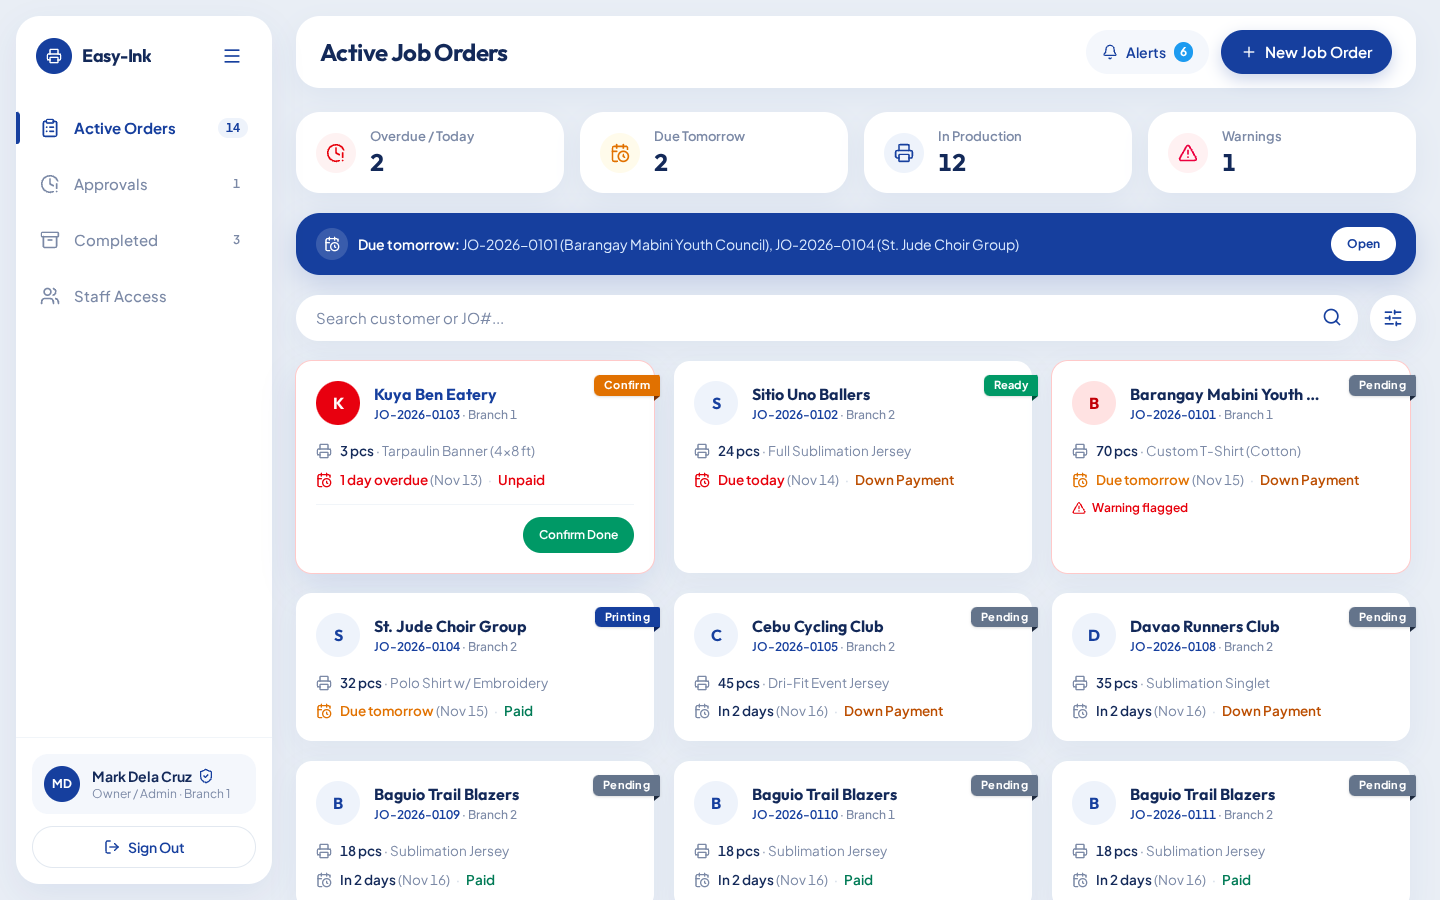 Easy-Ink
Active Orders 14
Approvals 1
Completed 3
Staff Access
MD
Mark Dela Cruz
Owner / Admin · Branch 1
Sign Out
Active Job Orders
Alerts 6
New Job Order
Overdue / Today
2
Due Tomorrow
2
In Production
12
Warnings
1
Due tomorrow: JO-2026-0101 (Barangay Mabini Youth Council), JO-2026-0104 (St. Jude Choir Group)
Open
Search customer or JO#...
K
Kuya Ben Eatery
Confirm
JO-2026-0103 · Branch 1
3 pcs · Tarpaulin Banner (4×8 ft)
1 day overdue (Nov 13) · Unpaid
Confirm Done
S
Sitio Uno Ballers
Ready
JO-2026-0102 · Branch 2
24 pcs · Full Sublimation Jersey
Due today (Nov 14) · Down Payment
B
Barangay Mabini Youth ...
Pending
JO-2026-0101 · Branch 1
70 pcs · Custom T-Shirt (Cotton)
Due tomorrow (Nov 15) · Down Payment
Warning flagged
S
St. Jude Choir Group
Printing
JO-2026-0104 · Branch 2
32 pcs · Polo Shirt w/ Embroidery
Due tomorrow (Nov 15) · Paid
C
Cebu Cycling Club
Pending
JO-2026-0105 · Branch 2
45 pcs · Dri-Fit Event Jersey
In 2 days (Nov 16) · Down Payment
D
Davao Runners Club
Pending
JO-2026-0108 · Branch 2
35 pcs · Sublimation Singlet
In 2 days (Nov 16) · Down Payment
B
Baguio Trail Blazers
Pending
JO-2026-0109 · Branch 2
18 pcs · Sublimation Jersey
In 2 days (Nov 16) · Paid
B
Baguio Trail Blazers
Pending
JO-2026-0110 · Branch 1
18 pcs · Sublimation Jersey
In 2 days (Nov 16) · Paid
B
Baguio Trail Blazers
Pending
JO-2026-0111 · Branch 2
18 pcs · Sublimation Jersey
In 2 days (Nov 16) · Paid